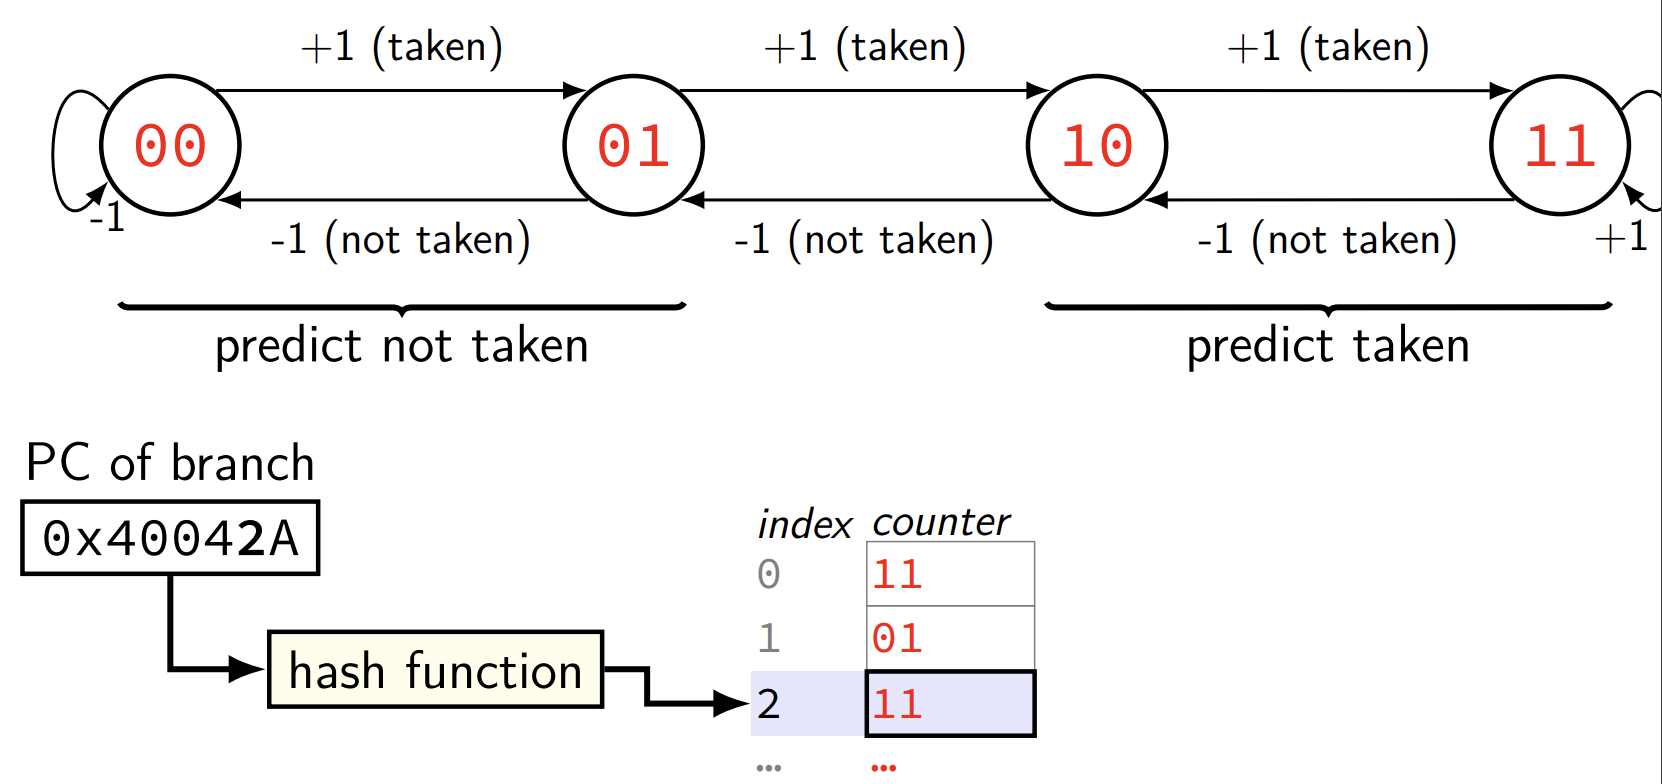 +1 (taken) +1 (taken) +1 (taken)
00 01 10 11
-1 +1
-1 (not taken) -1 (not taken) -1 (not taken)
predict not taken predict taken
PC of branch
0x40042A
index counter
0 11
1 01
hash function
2 11
... ...